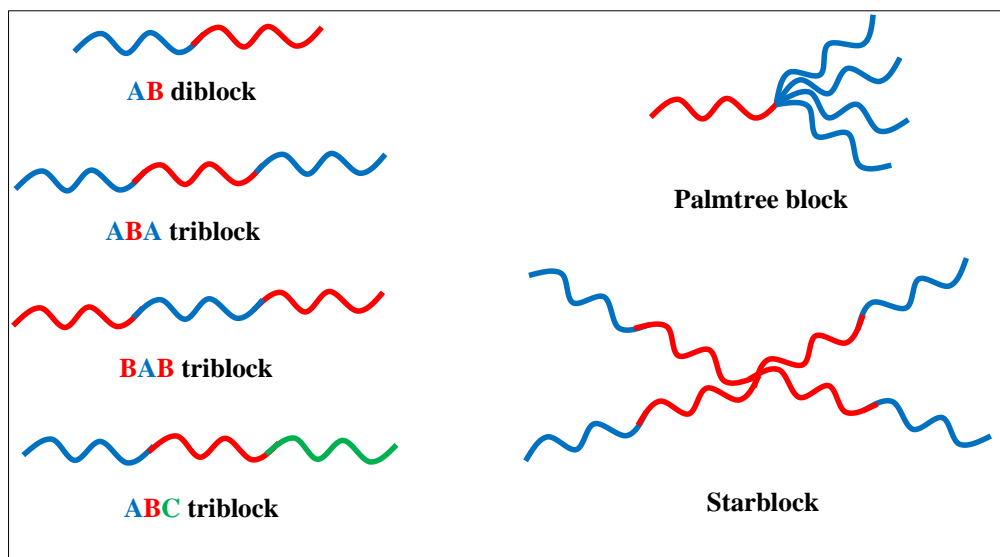 AB diblock
ABA triblock
BAB triblock
ABC triblock
Palmtree block
Starblock